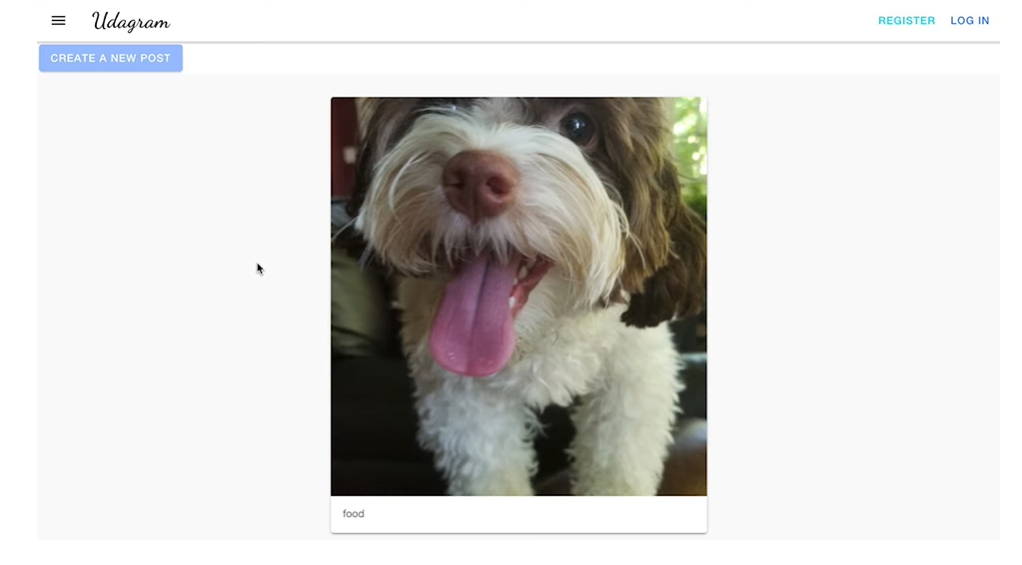 Udagram
REGISTER
LOG IN
CREATE A NEW POST
food